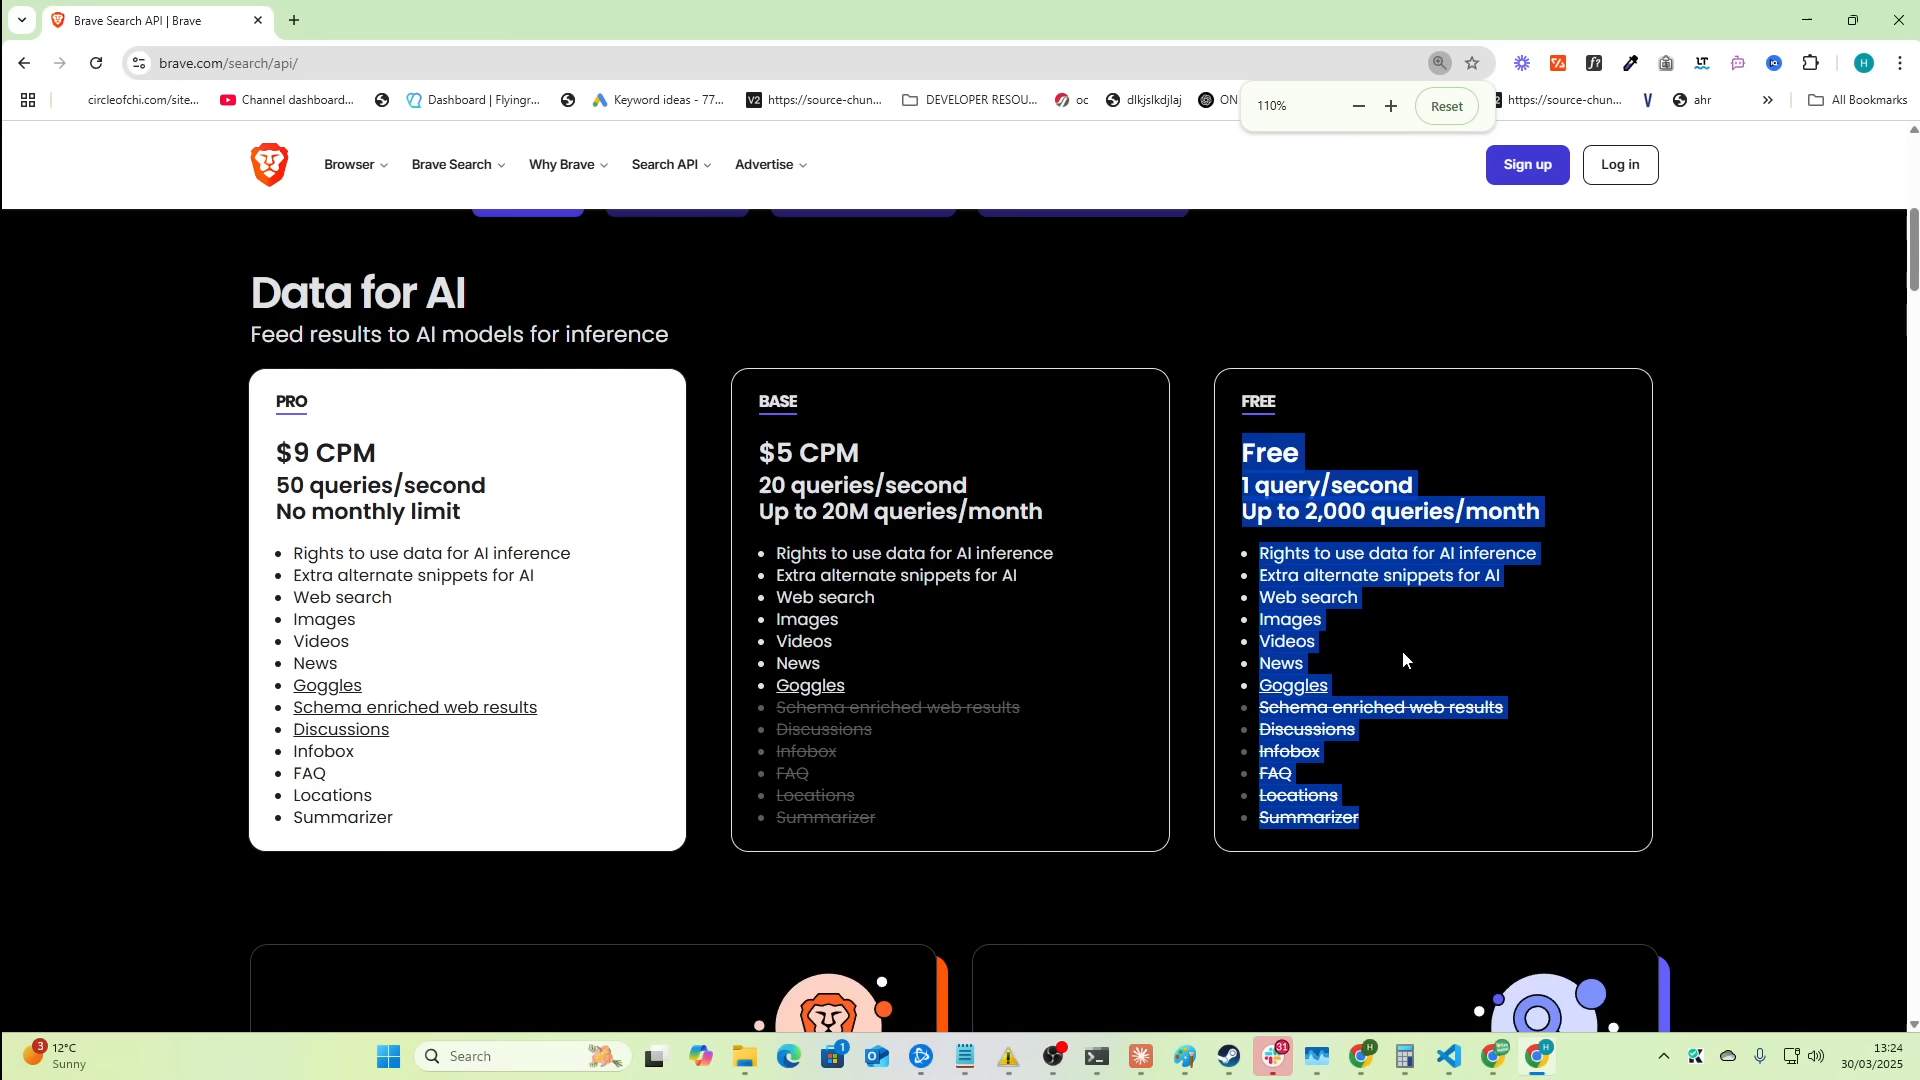 Brave Search API | Brave
brave.com/search/api/
circleofchi.com/site...
Channel dashboard...
Dashboard | Flyingr...
Keyword ideas - 77...
https://source-chun...
DEVELOPER RESOU...
oc
dlkjslkdjlaj
ON
https://source-chun...
ahr
All Bookmarks
110%
Reset
Browser
Brave Search
Why Brave
Search API
Advertise
Sign up
Log in
Data for AI
Feed results to AI models for inference
PRO
$9 CPM
50 queries/second
No monthly limit
Rights to use data for AI inference
Extra alternate snippets for AI
Web search
Images
Videos
News
Goggles
Schema enriched web results
Discussions
Infobox
FAQ
Locations
Summarizer
BASE
$5 CPM
20 queries/second
Up to 20M queries/month
Rights to use data for AI inference
Extra alternate snippets for AI
Web search
Images
Videos
News
Goggles
Schema enriched web results
Discussions
Infobox
FAQ
Locations
Summarizer
FREE
Free
1 query/second
Up to 2,000 queries/month
Rights to use data for AI inference
Extra alternate snippets for AI
Web search
Images
Videos
News
Goggles
Schema enriched web results
Discussions
Infobox
FAQ
Locations
Summarizer
3
12°C
Sunny
Search
1
31
13:24
30/03/2025